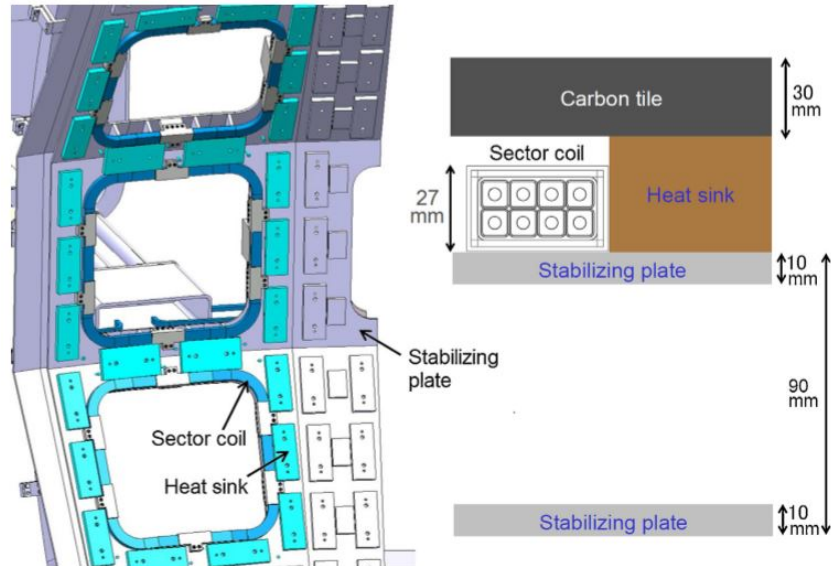 Sector coil
Heat sink
Stabilizing
plate
Carbon tile
30
mm
Sector coil
27
mm
Heat sink
Stabilizing plate
10
mm
90
mm
Stabilizing plate
10
mm